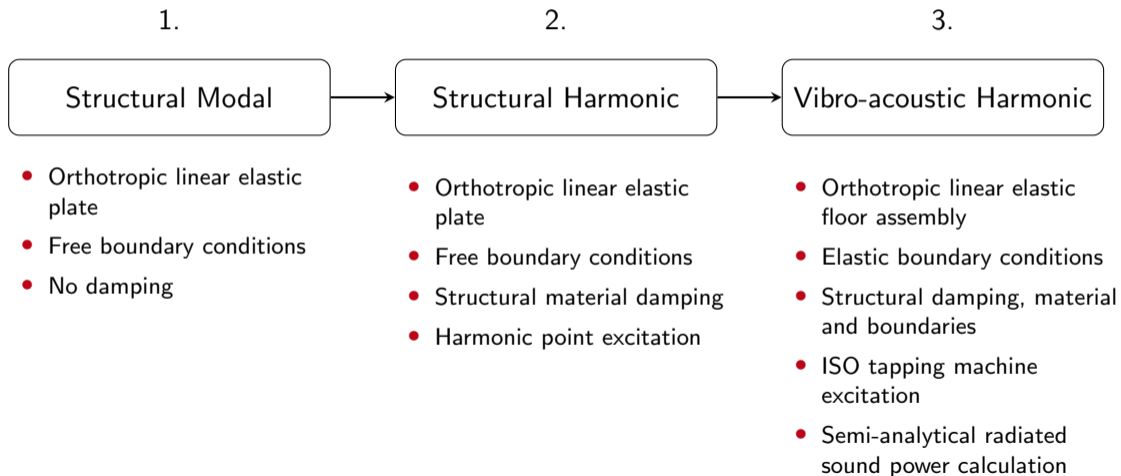 1.
Structural Modal
• Orthotropic linear elastic
plate
• Free boundary conditions
• No damping
2.
Structural Harmonic
• Orthotropic linear elastic
plate
• Free boundary conditions
• Structural material damping
• Harmonic point excitation
3.
Vibro-acoustic Harmonic
• Orthotropic linear elastic
floor assembly
• Elastic boundary conditions
• Structural damping, material
and boundaries
• ISO tapping machine
excitation
• Semi-analytical radiated
sound power calculation